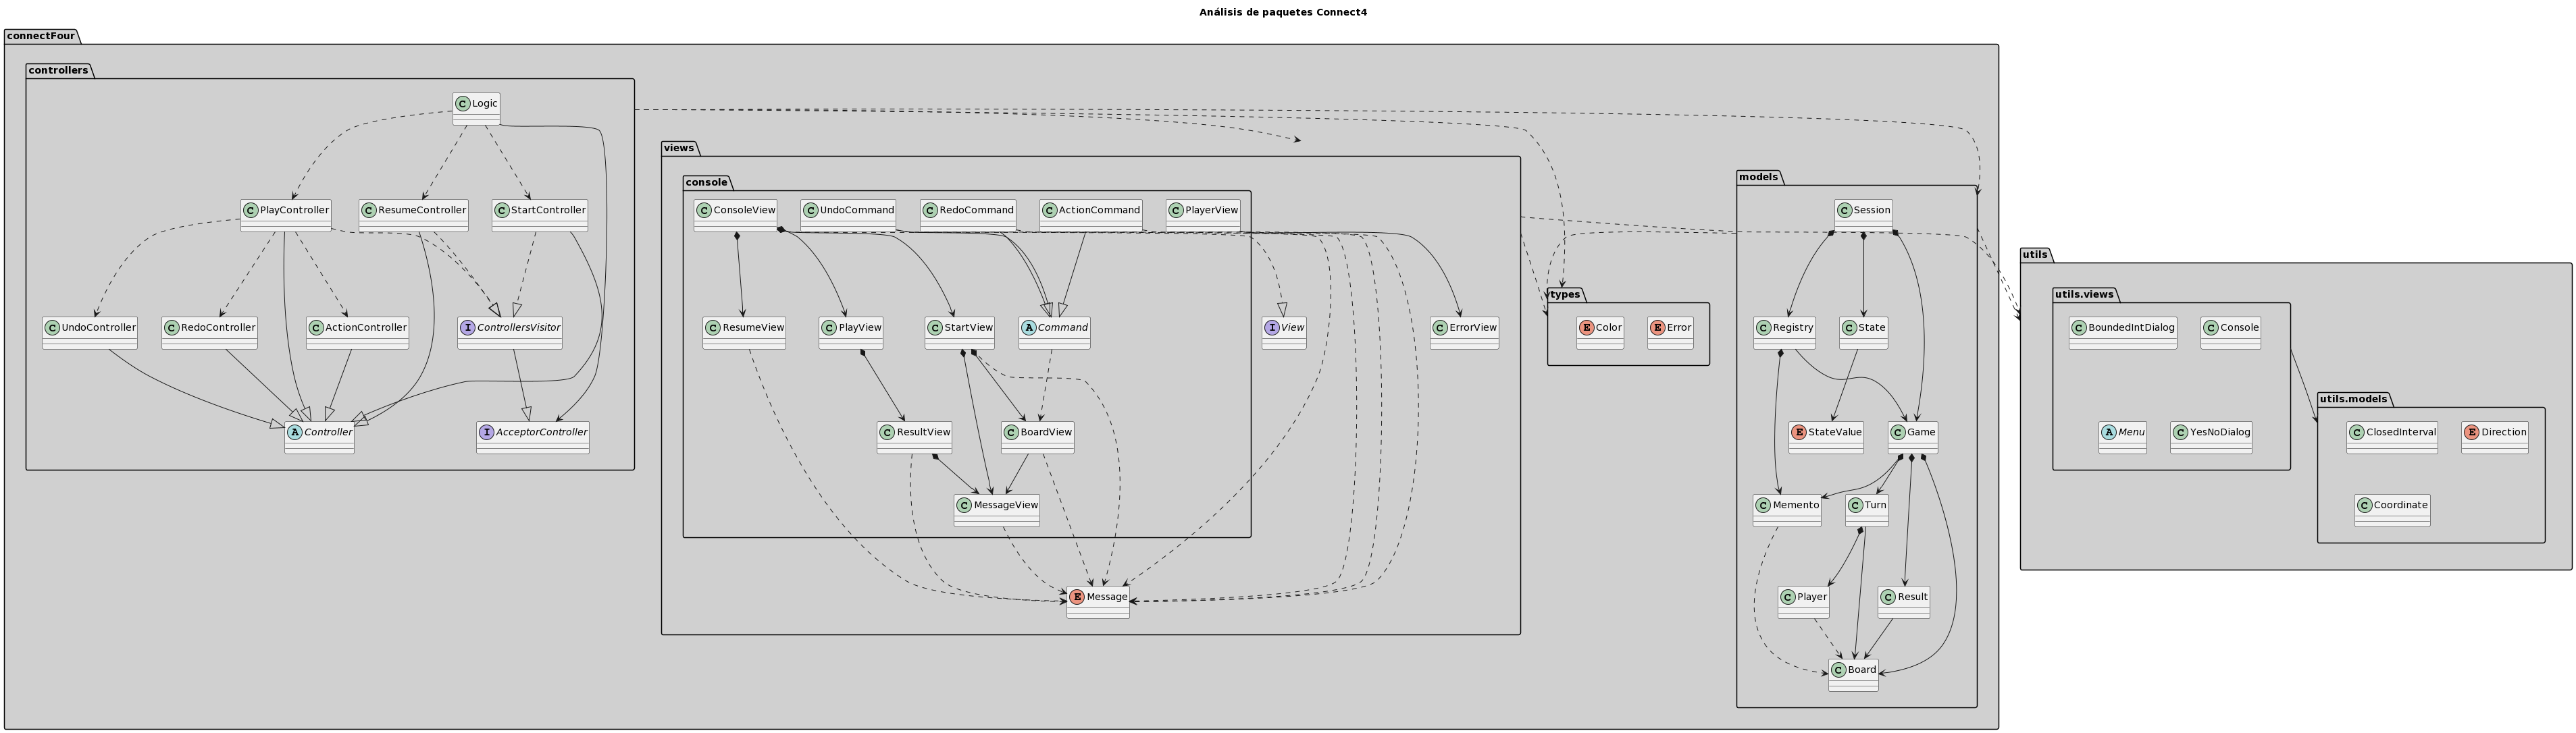 Análisis de paquetes Connect4
connectFour
controllers
C Logic
C PlayController
C ResumeController
C StartController
C UndoController
C RedoController
C ActionController
I ControllersVisitor
A Controller
I AcceptorController
views
console
C ConsoleView
C UndoCommand
C RedoCommand
C ActionCommand
C PlayerView
C ResumeView
C PlayView
C StartView
A Command
I View
C ErrorView
C ResultView
C BoardView
C MessageView
E Message
types
E Color
E Error
models
C Session
C Registry
C State
E StateValue
C Game
C Memento
C Turn
C Player
C Result
C Board
utils
utils.views
C BoundedIntDialog
C Console
A Menu
C YesNoDialog
utils.models
C ClosedInterval
E Direction
C Coordinate